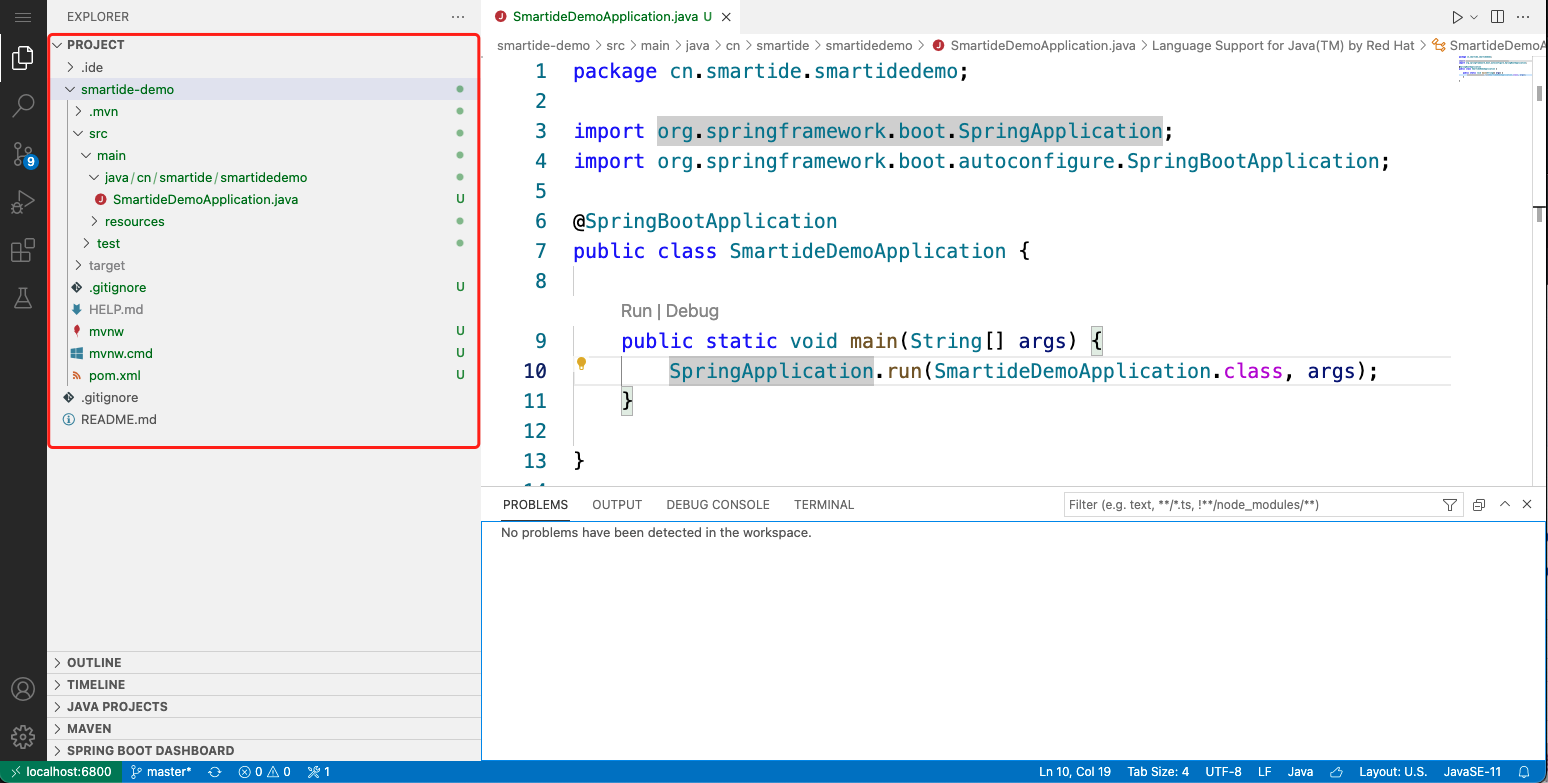 EXPLORER
PROJECT
.ide
smartide-demo
.mvn
src
main
java/cn/smartide/smartidedemo
SmartideDemoApplication.java U
resources
test
target
.gitignore U
HELP.md
mvnw U
mvnw.cmd U
pom.xml U
.gitignore
README.md
9
OUTLINE
TIMELINE
JAVA PROJECTS
MAVEN
SPRING BOOT DASHBOARD
SmartideDemoApplication.java U
smartide-demo > src > main > java > cn > smartide > smartidedemo > SmartideDemoApplication.java > Language Support for Java(TM) by Red Hat > SmartideDemoA
1 package cn.smartide.smartidedemo;
2
3 import org.springframework.boot.SpringApplication;
4 import org.springframework.boot.autoconfigure.SpringBootApplication;
5
6 @SpringBootApplication
7 public class SmartideDemoApplication {
8
Run | Debug
9 public static void main(String[] args) {
10 SpringApplication.run(SmartideDemoApplication.class, args);
11 }
12
13 }
PROBLEMS OUTPUT DEBUG CONSOLE TERMINAL Filter (e.g. text, **/*.ts, !**/node_modules/**)
No problems have been detected in the workspace.
localhost:6800 master* 0 0 1 Ln 10, Col 19 Tab Size: 4 UTF-8 LF Java Layout: U.S. JavaSE-11